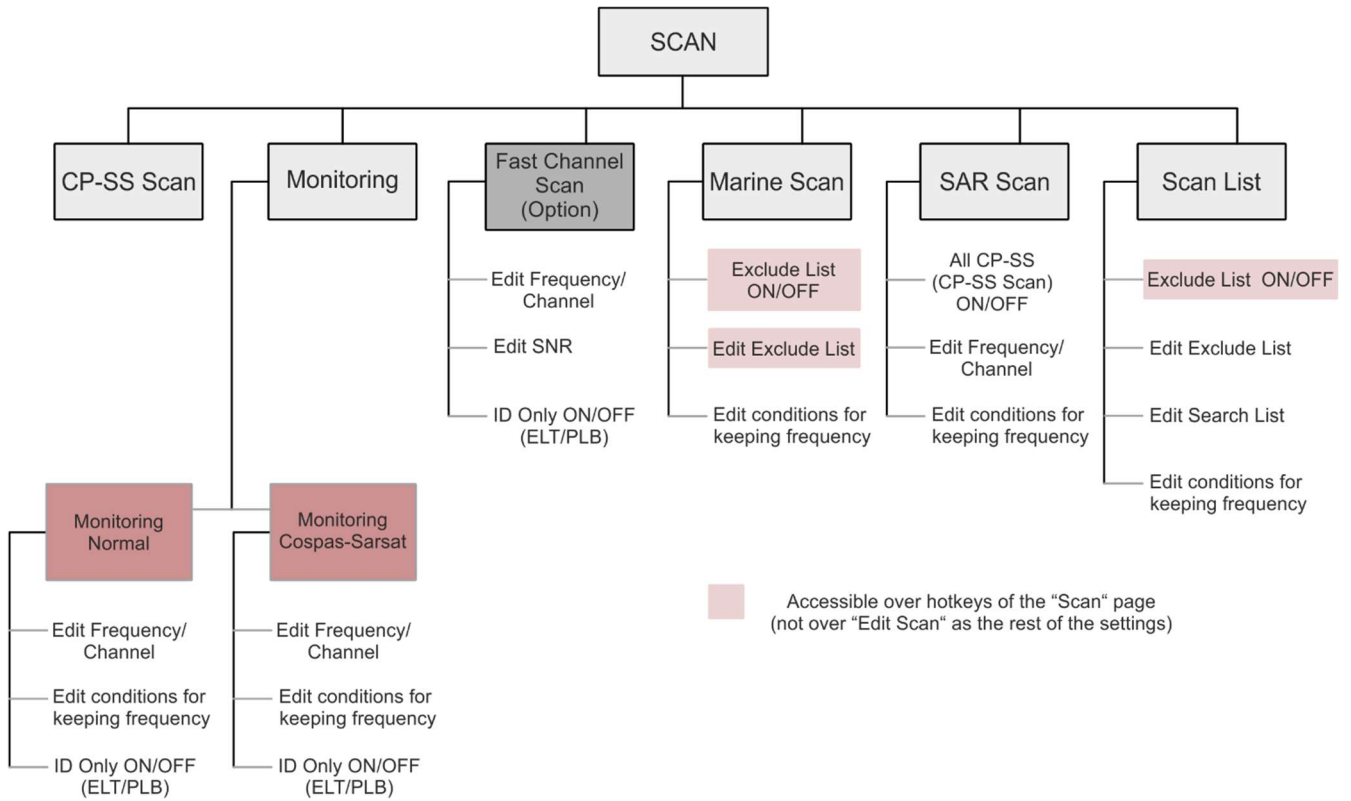 SCAN
CP-SS Scan
Monitoring
Fast Channel
Scan
(Option)
Marine Scan
SAR Scan
Scan List
Edit Frequency/
Channel
Edit SNR
ID Only ON/OFF
(ELT/PLB)
Exclude List
ON/OFF
Edit Exclude List
Edit conditions for
keeping frequency
All CP-SS
(CP-SS Scan)
ON/OFF
Edit Frequency/
Channel
Edit conditions for
keeping frequency
Exclude List  ON/OFF
Edit Exclude List
Edit Search List
Edit conditions for
keeping frequency
Monitoring
Normal
Edit Frequency/
Channel
Edit conditions for
keeping frequency
ID Only ON/OFF
(ELT/PLB)
Monitoring
Cospas-Sarsat
Edit Frequency/
Channel
Edit conditions for
keeping frequency
ID Only ON/OFF
(ELT/PLB)
Accessible over hotkeys of the “Scan“ page
(not over “Edit Scan“ as the rest of the settings)